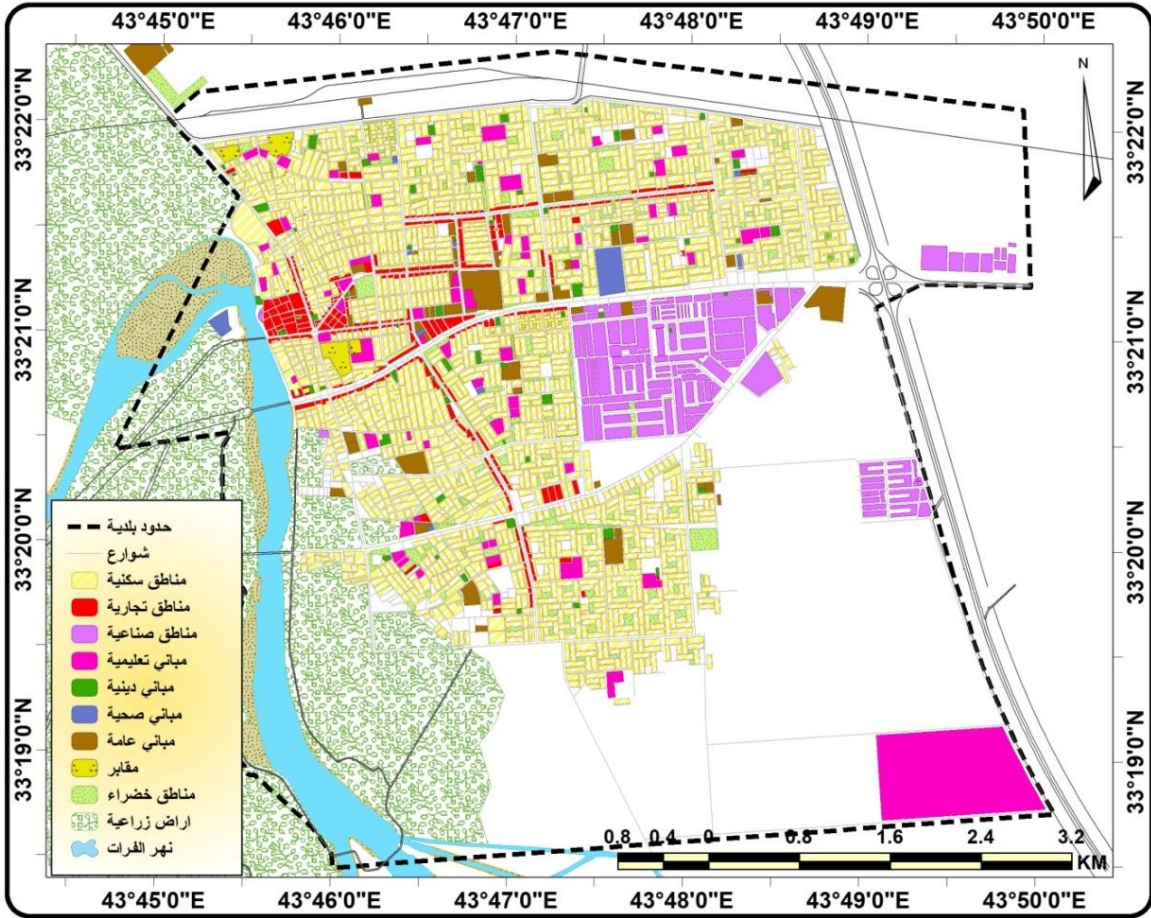 43°45'0"E 43°46'0"E 43°47'0"E 43°48'0"E 43°49'0"E 43°50'0"E
N
33°22'0"N
33°21'0"N
33°20'0"N
33°19'0"N
33°22'0"N
33°21'0"N
33°20'0"N
33°19'0"N
حدود بلدية
شوارع
مناطق سكنية
مناطق تجارية
مناطق صناعية
مباني تعليمية
مباني دينية
مباني صحية
مباني عامة
مقابر
مناطق خضراء
اراض زراعية
نهر الفرات
0.8 0.4 0 0.8 1.6 2.4 3.2
KM
43°45'0"E 43°46'0"E 43°47'0"E 43°48'0"E 43°49'0"E 43°50'0"E